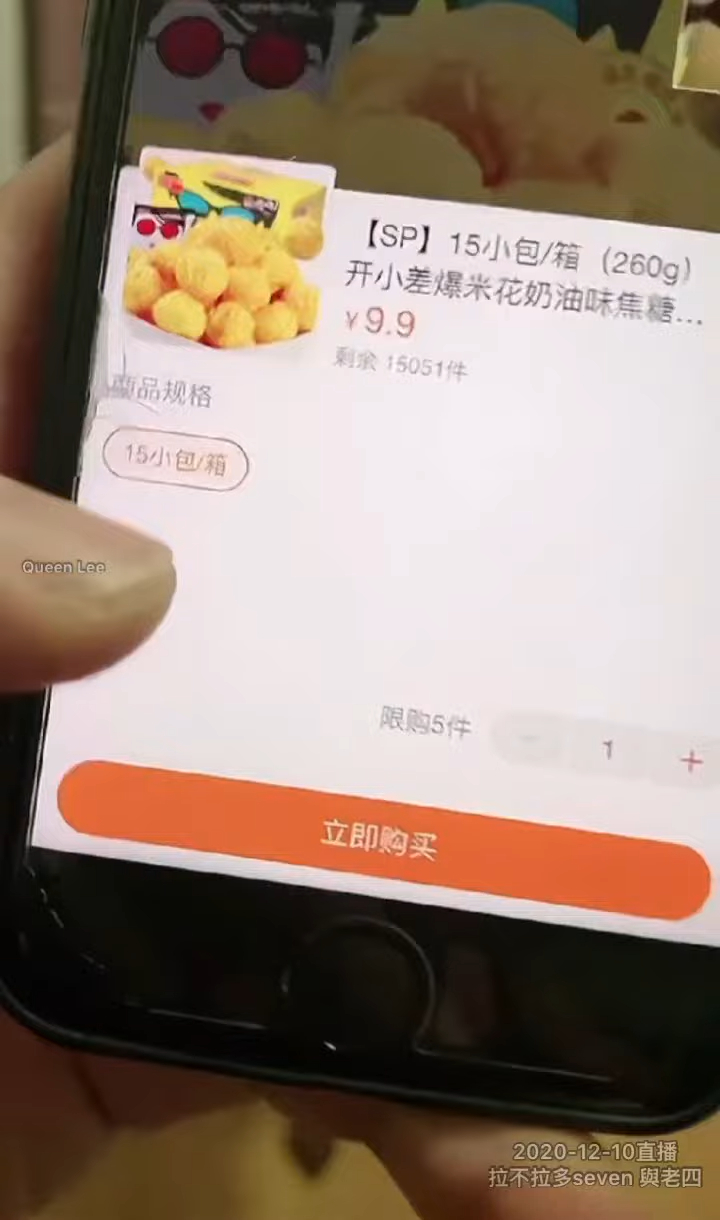 【SP】15小包/箱（260g）
开小差爆米花奶油味焦糖...
¥9.9
剩余 15051件
商品规格
15小包/箱
Queen Lee
限购5件
1
+
立即购买
2020-12-10直播
拉不拉多seven 與老四